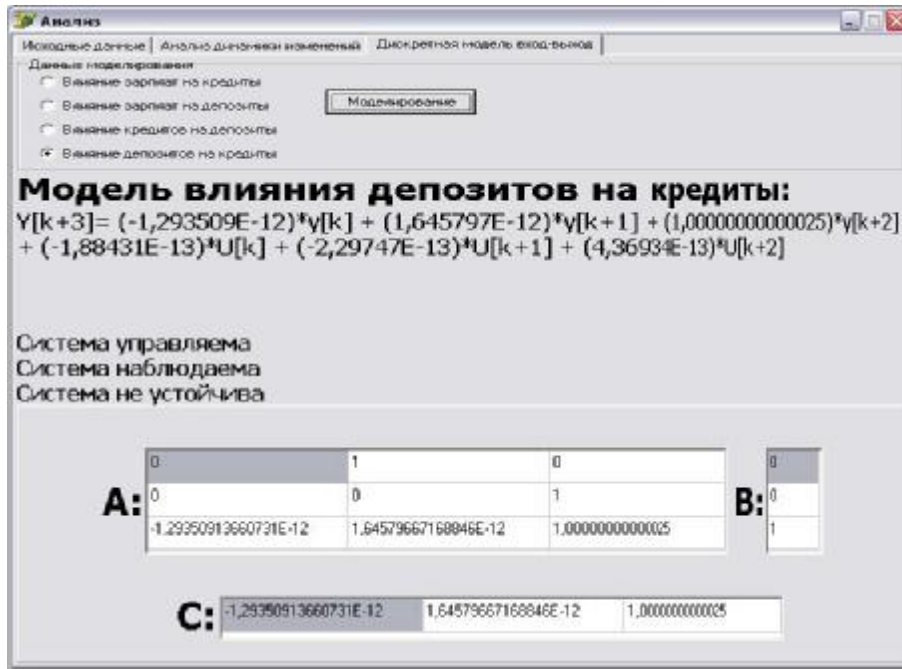 Анализ
Исходные данные Анализ динамики изменений Дискретная модель вход-выход
Данные моделирования
Влияние зарплат на кредиты
Влияние зарплат на депозиты
Моделирование
Влияние кредитов на депозиты
Влияние депозитов на кредиты
Модель влияния депозитов на кредиты:
Y[k+3]= (-1,293509E-12)*y[k] + (1,645797E-12)*y[k+1] + (1,00000000000025)*y[k+2]
+ (-1,88431E-13)*U[k] + (-2,29747E-13)*U[k+1] + (4,36934E-13)*U[k+2]
Система управляема
Система наблюдаема
Система не устойчива
A:
0 1 0
0 0 1
-1,29350913660731E-12 1,64579667168846E-12 1,00000000000025
B:
0
0
1
C:
-1,29350913660731E-12 1,64579667168846E-12 1,0000000000025